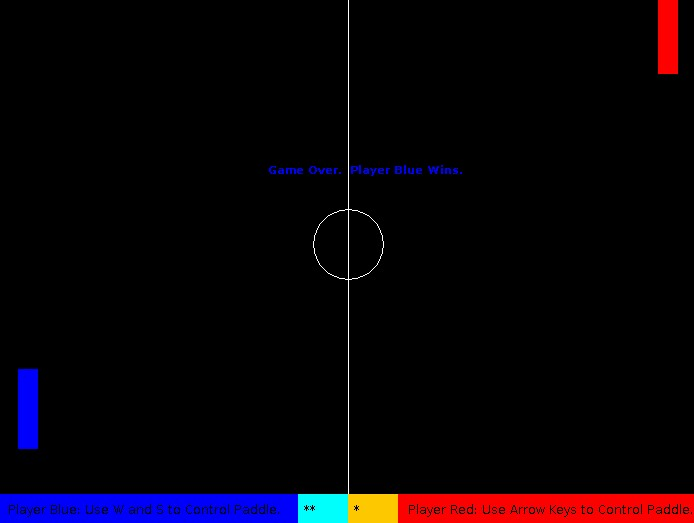 Game Over.  Player Blue Wins.
Player Blue: Use W and S to Control Paddle.
**
*
Player Red: Use Arrow Keys to Control Paddle.